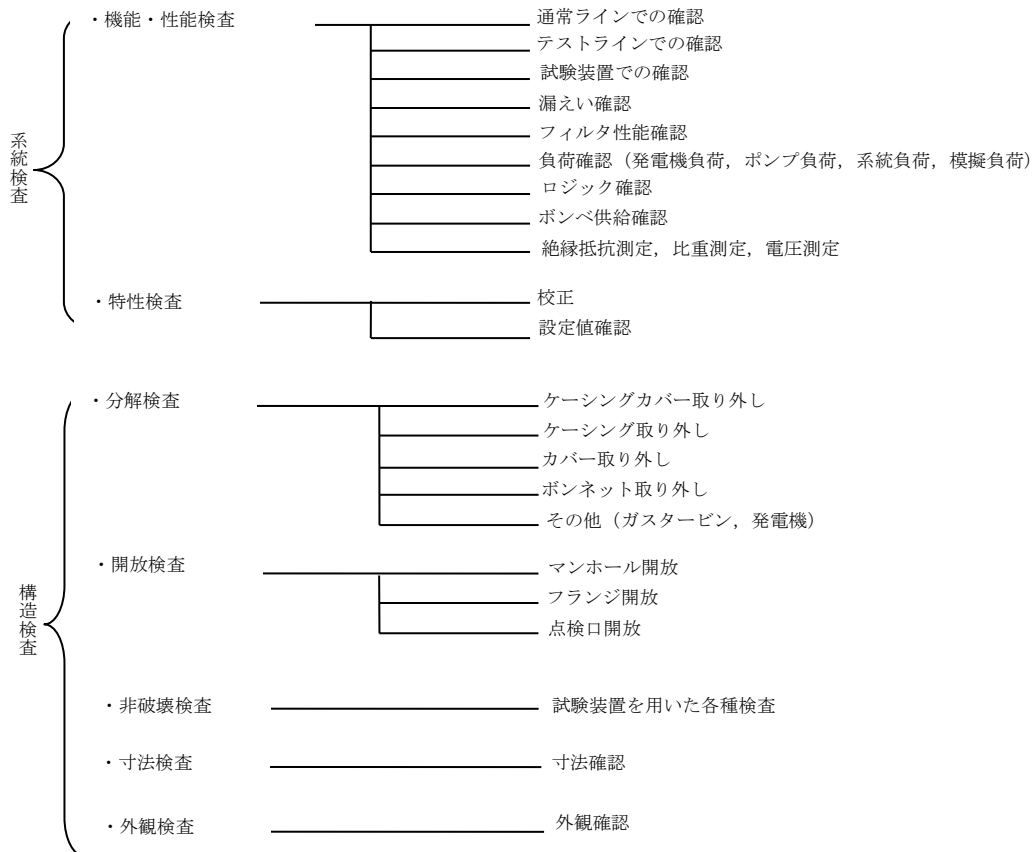 系統検査
・機能・性能検査
通常ラインでの確認
テストラインでの確認
試験装置での確認
漏えい確認
フィルタ性能確認
負荷確認（発電機負荷，ポンプ負荷，系統負荷，模擬負荷）
ロジック確認
ボンベ供給確認
絶縁抵抗測定，比重測定，電圧測定
・特性検査
校正
設定値確認
構造検査
・分解検査
ケーシングカバー取り外し
ケーシング取り外し
カバー取り外し
ボンネット取り外し
その他（ガスタービン，発電機）
・開放検査
マンホール開放
フランジ開放
点検口開放
・非破壊検査
試験装置を用いた各種検査
・寸法検査
寸法確認
・外観検査
外観確認